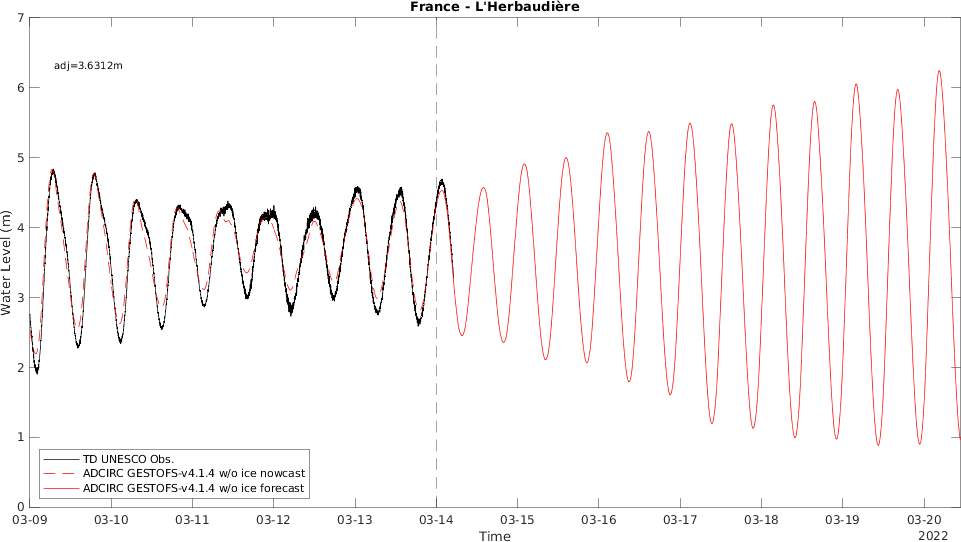 France - L'Herbaudière
adj=3.6312m
Water Level (m)
7
6
5
4
3
2
1
0
TD UNESCO Obs.
ADCIRC GESTOFS-v4.1.4 w/o ice nowcast
ADCIRC GESTOFS-v4.1.4 w/o ice forecast
03-09 03-10 03-11 03-12 03-13 03-14 03-15 03-16 03-17 03-18 03-19 03-20
Time
2022